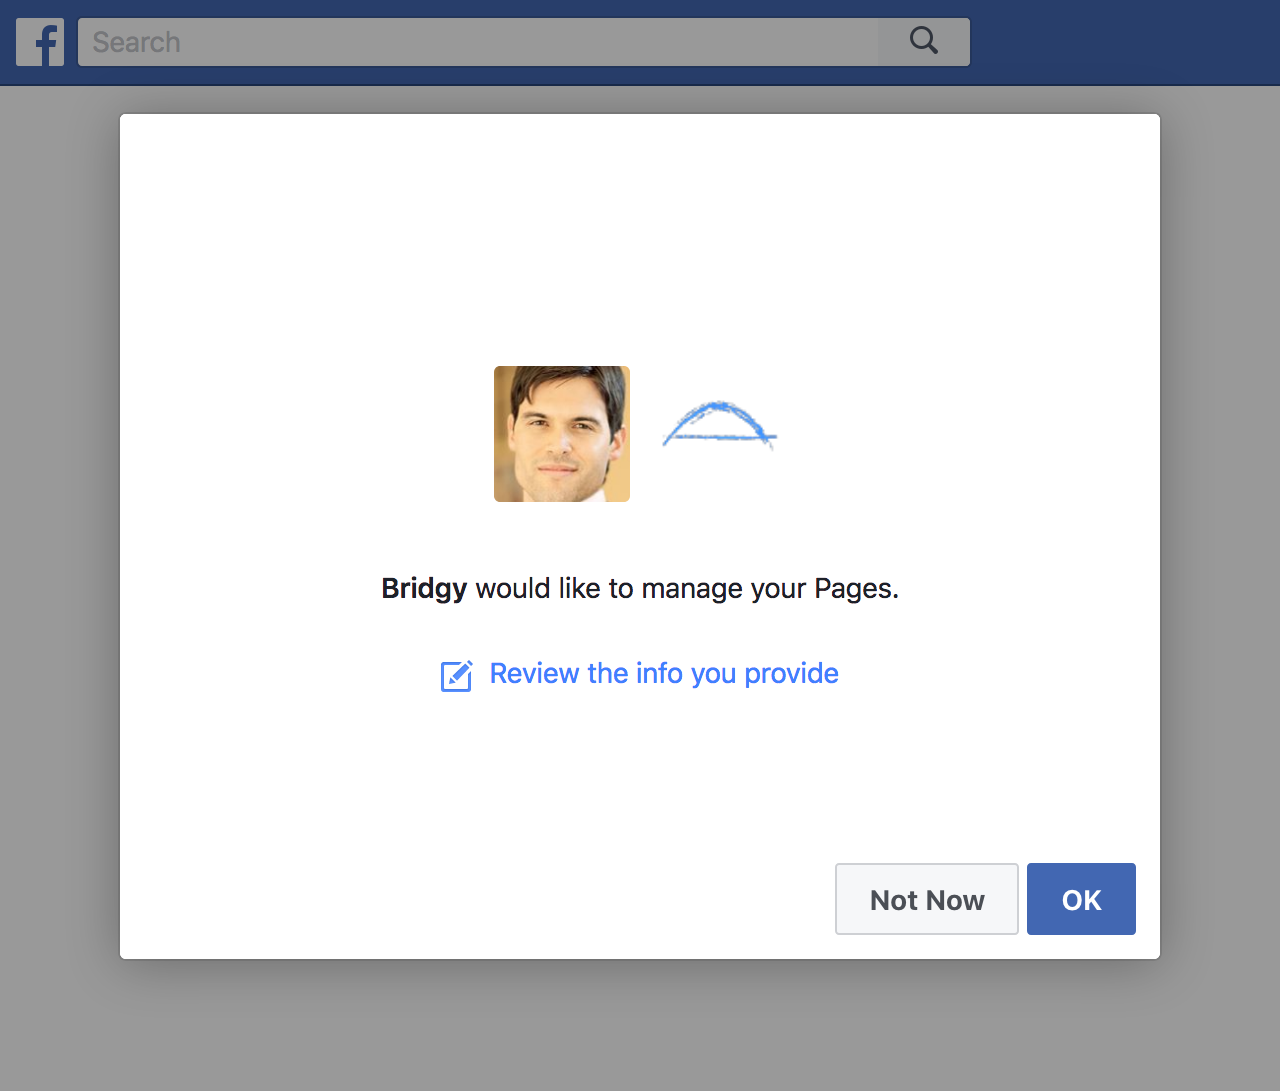 Search
Bridgy would like to manage your Pages.
Review the info you provide
Not Now
OK